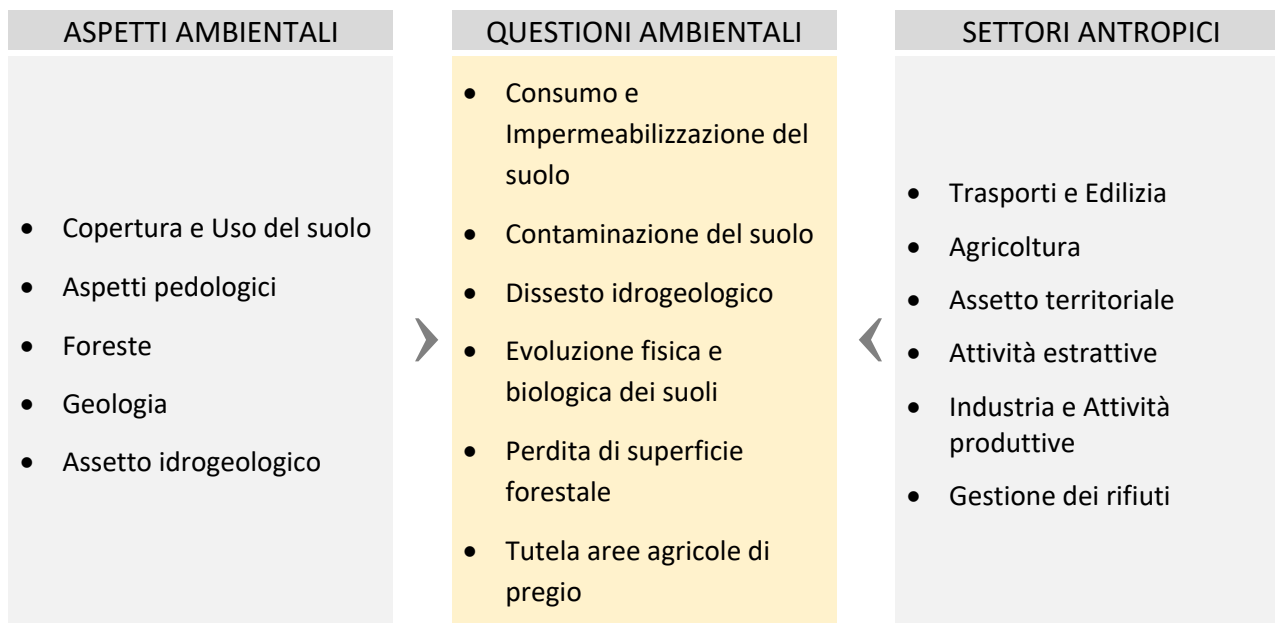 ASPETTI AMBIENTALI
• Copertura e Uso del suolo
• Aspetti pedologici
• Foreste
• Geologia
• Assetto idrogeologico
QUESTIONI AMBIENTALI
• Consumo e
Impermeabilizzazione del
suolo
• Contaminazione del suolo
• Dissesto idrogeologico
• Evoluzione fisica e
biologica dei suoli
• Perdita di superficie
forestale
• Tutela aree agricole di
pregio
SETTORI ANTROPICI
• Trasporti e Edilizia
• Agricoltura
• Assetto territoriale
• Attività estrattive
• Industria e Attività
produttive
• Gestione dei rifiuti